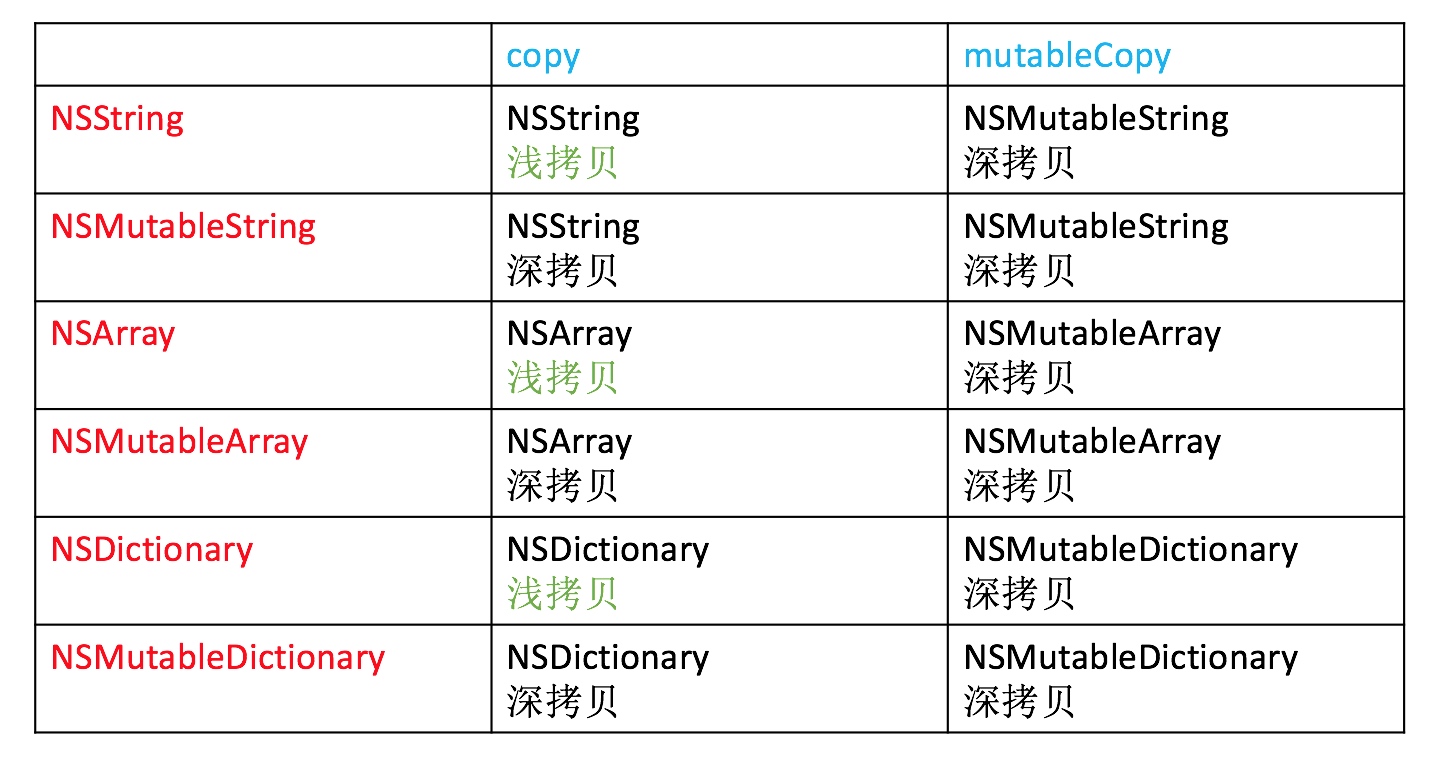 copy
mutableCopy
NSString
NSString
浅拷贝
NSMutableString
深拷贝
NSMutableString
NSString
深拷贝
NSMutableString
深拷贝
NSArray
NSArray
浅拷贝
NSMutableArray
深拷贝
NSMutableArray
NSArray
深拷贝
NSMutableArray
深拷贝
NSDictionary
NSDictionary
浅拷贝
NSMutableDictionary
深拷贝
NSMutableDictionary
NSDictionary
深拷贝
NSMutableDictionary
深拷贝